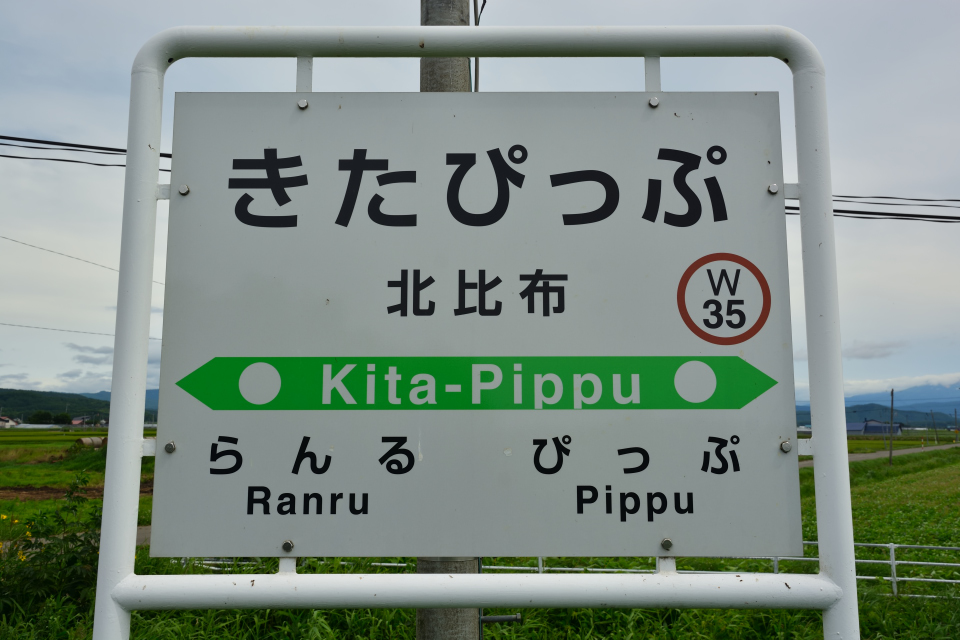 きたぴっぷ
北比布
W
35
Kita-Pippu
らんる ぴっぷ
Ranru Pippu